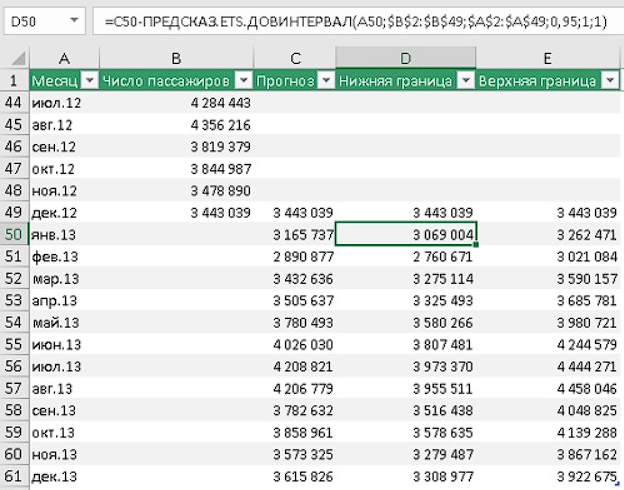 D50 =C50-ПРЕДСКАЗ.ETS.ДОВИНТЕРВАЛ(A50;$B$2:$B$49;$A$2:$A$49;0,95;1;1)
A B C D E
1 Месяц Число пассажиров Прогноз Нижняя граница Верхняя граница
44 июл.12 4 284 443
45 авг.12 4 356 216
46 сен.12 3 819 379
47 окт.12 3 844 987
48 ноя.12 3 478 890
49 дек.12 3 443 039 3 443 039 3 443 039 3 443 039
50 янв.13 3 165 737 3 069 004 3 262 471
51 фев.13 2 890 877 2 760 671 3 021 084
52 мар.13 3 432 636 3 275 114 3 590 157
53 апр.13 3 505 637 3 325 493 3 685 781
54 май.13 3 780 493 3 580 266 3 980 721
55 июн.13 4 026 030 3 807 481 4 244 579
56 июл.13 4 208 821 3 973 370 4 444 271
57 авг.13 4 206 779 3 955 511 4 458 046
58 сен.13 3 782 632 3 516 438 4 048 825
59 окт.13 3 858 961 3 578 635 4 139 288
60 ноя.13 3 573 325 3 279 487 3 867 162
61 дек.13 3 615 826 3 308 977 3 922 675